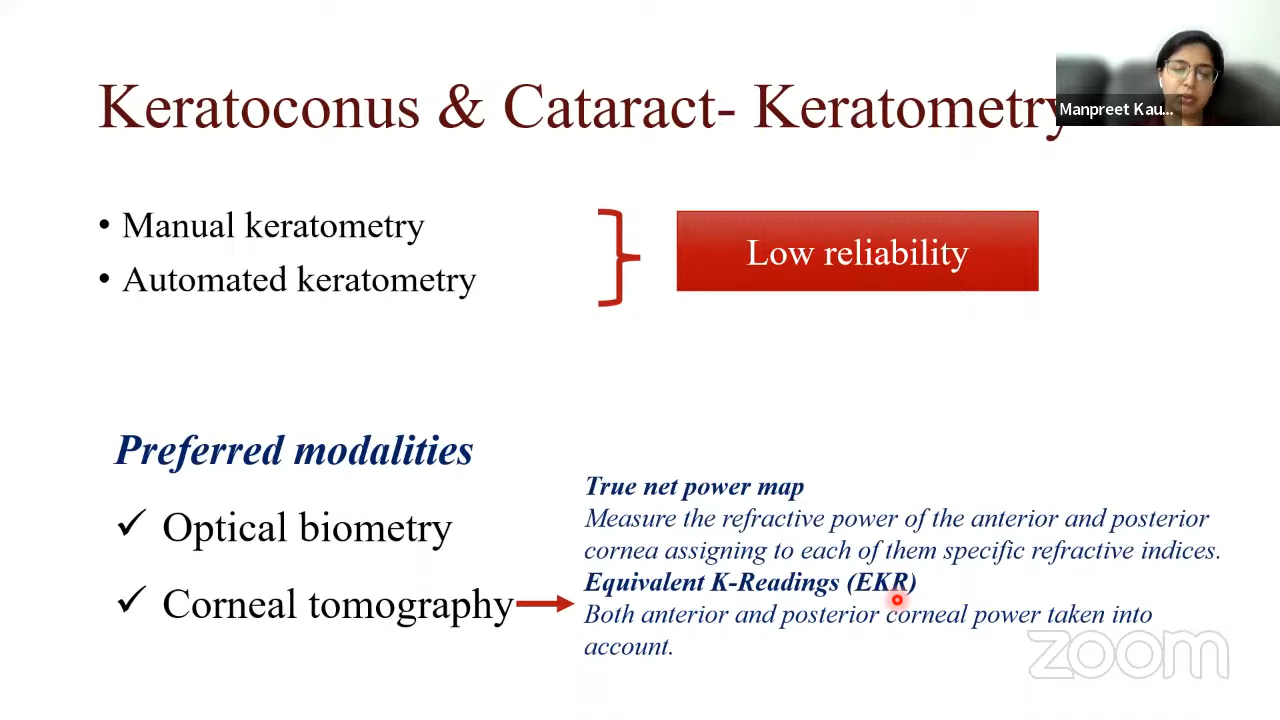 Keratoconus & Cataract- Keratometry
Manpreet Kau...
• Manual keratometry
• Automated keratometry
Low reliability
Preferred modalities
✓ Optical biometry
✓ Corneal tomography
True net power map
Measure the refractive power of the anterior and posterior
cornea assigning to each of them specific refractive indices.
Equivalent K-Readings (EKR)
Both anterior and posterior corneal power taken into
account.
zoom